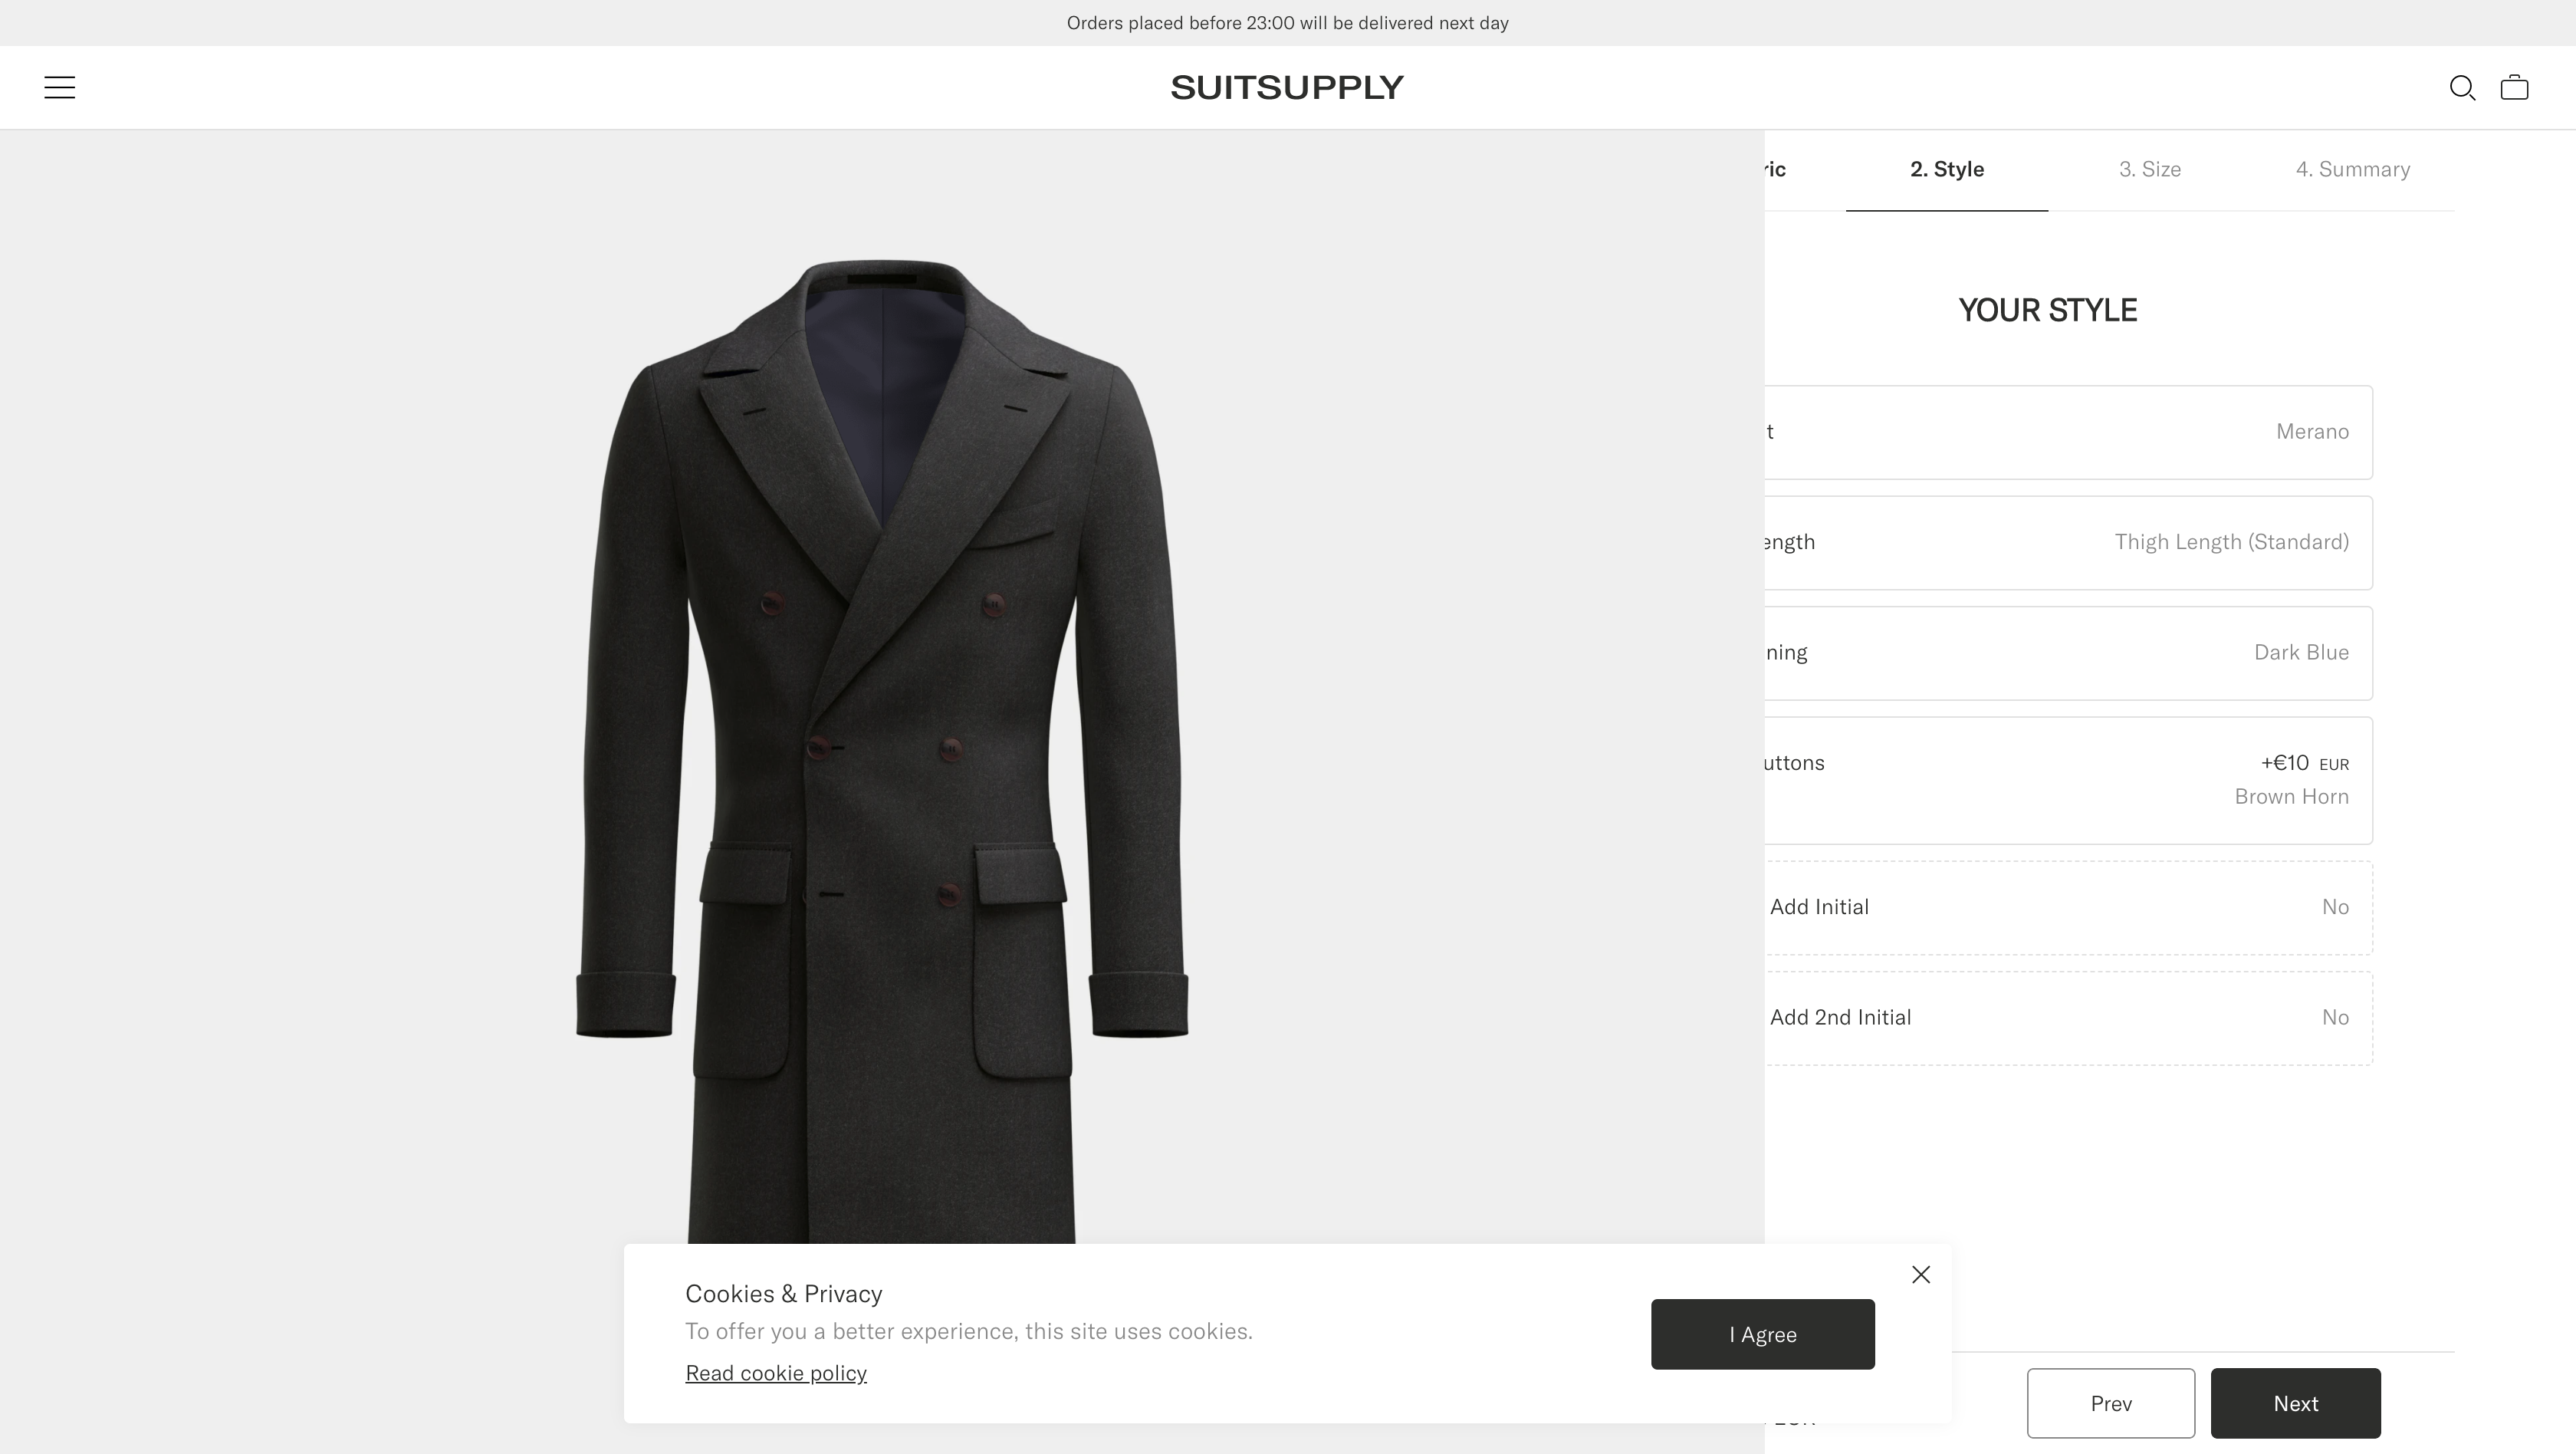 Orders placed before 23:00 will be delivered next day
SUITSUPPLY
ric
2. Style
3. Size
4. Summary
YOUR STYLE
t
Merano
ength
Thigh Length (Standard)
ning
Dark Blue
uttons
+€10 EUR
Brown Horn
Add Initial
No
Add 2nd Initial
No
Cookies & Privacy
To offer you a better experience, this site uses cookies.
Read cookie policy
I Agree
Prev
Next